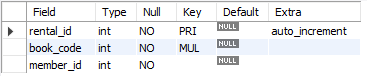 Field Type Null Key Default Extra
rental_id int NO PRI NULL auto_increment
book_code int NO MUL NULL
member_id int NO NULL